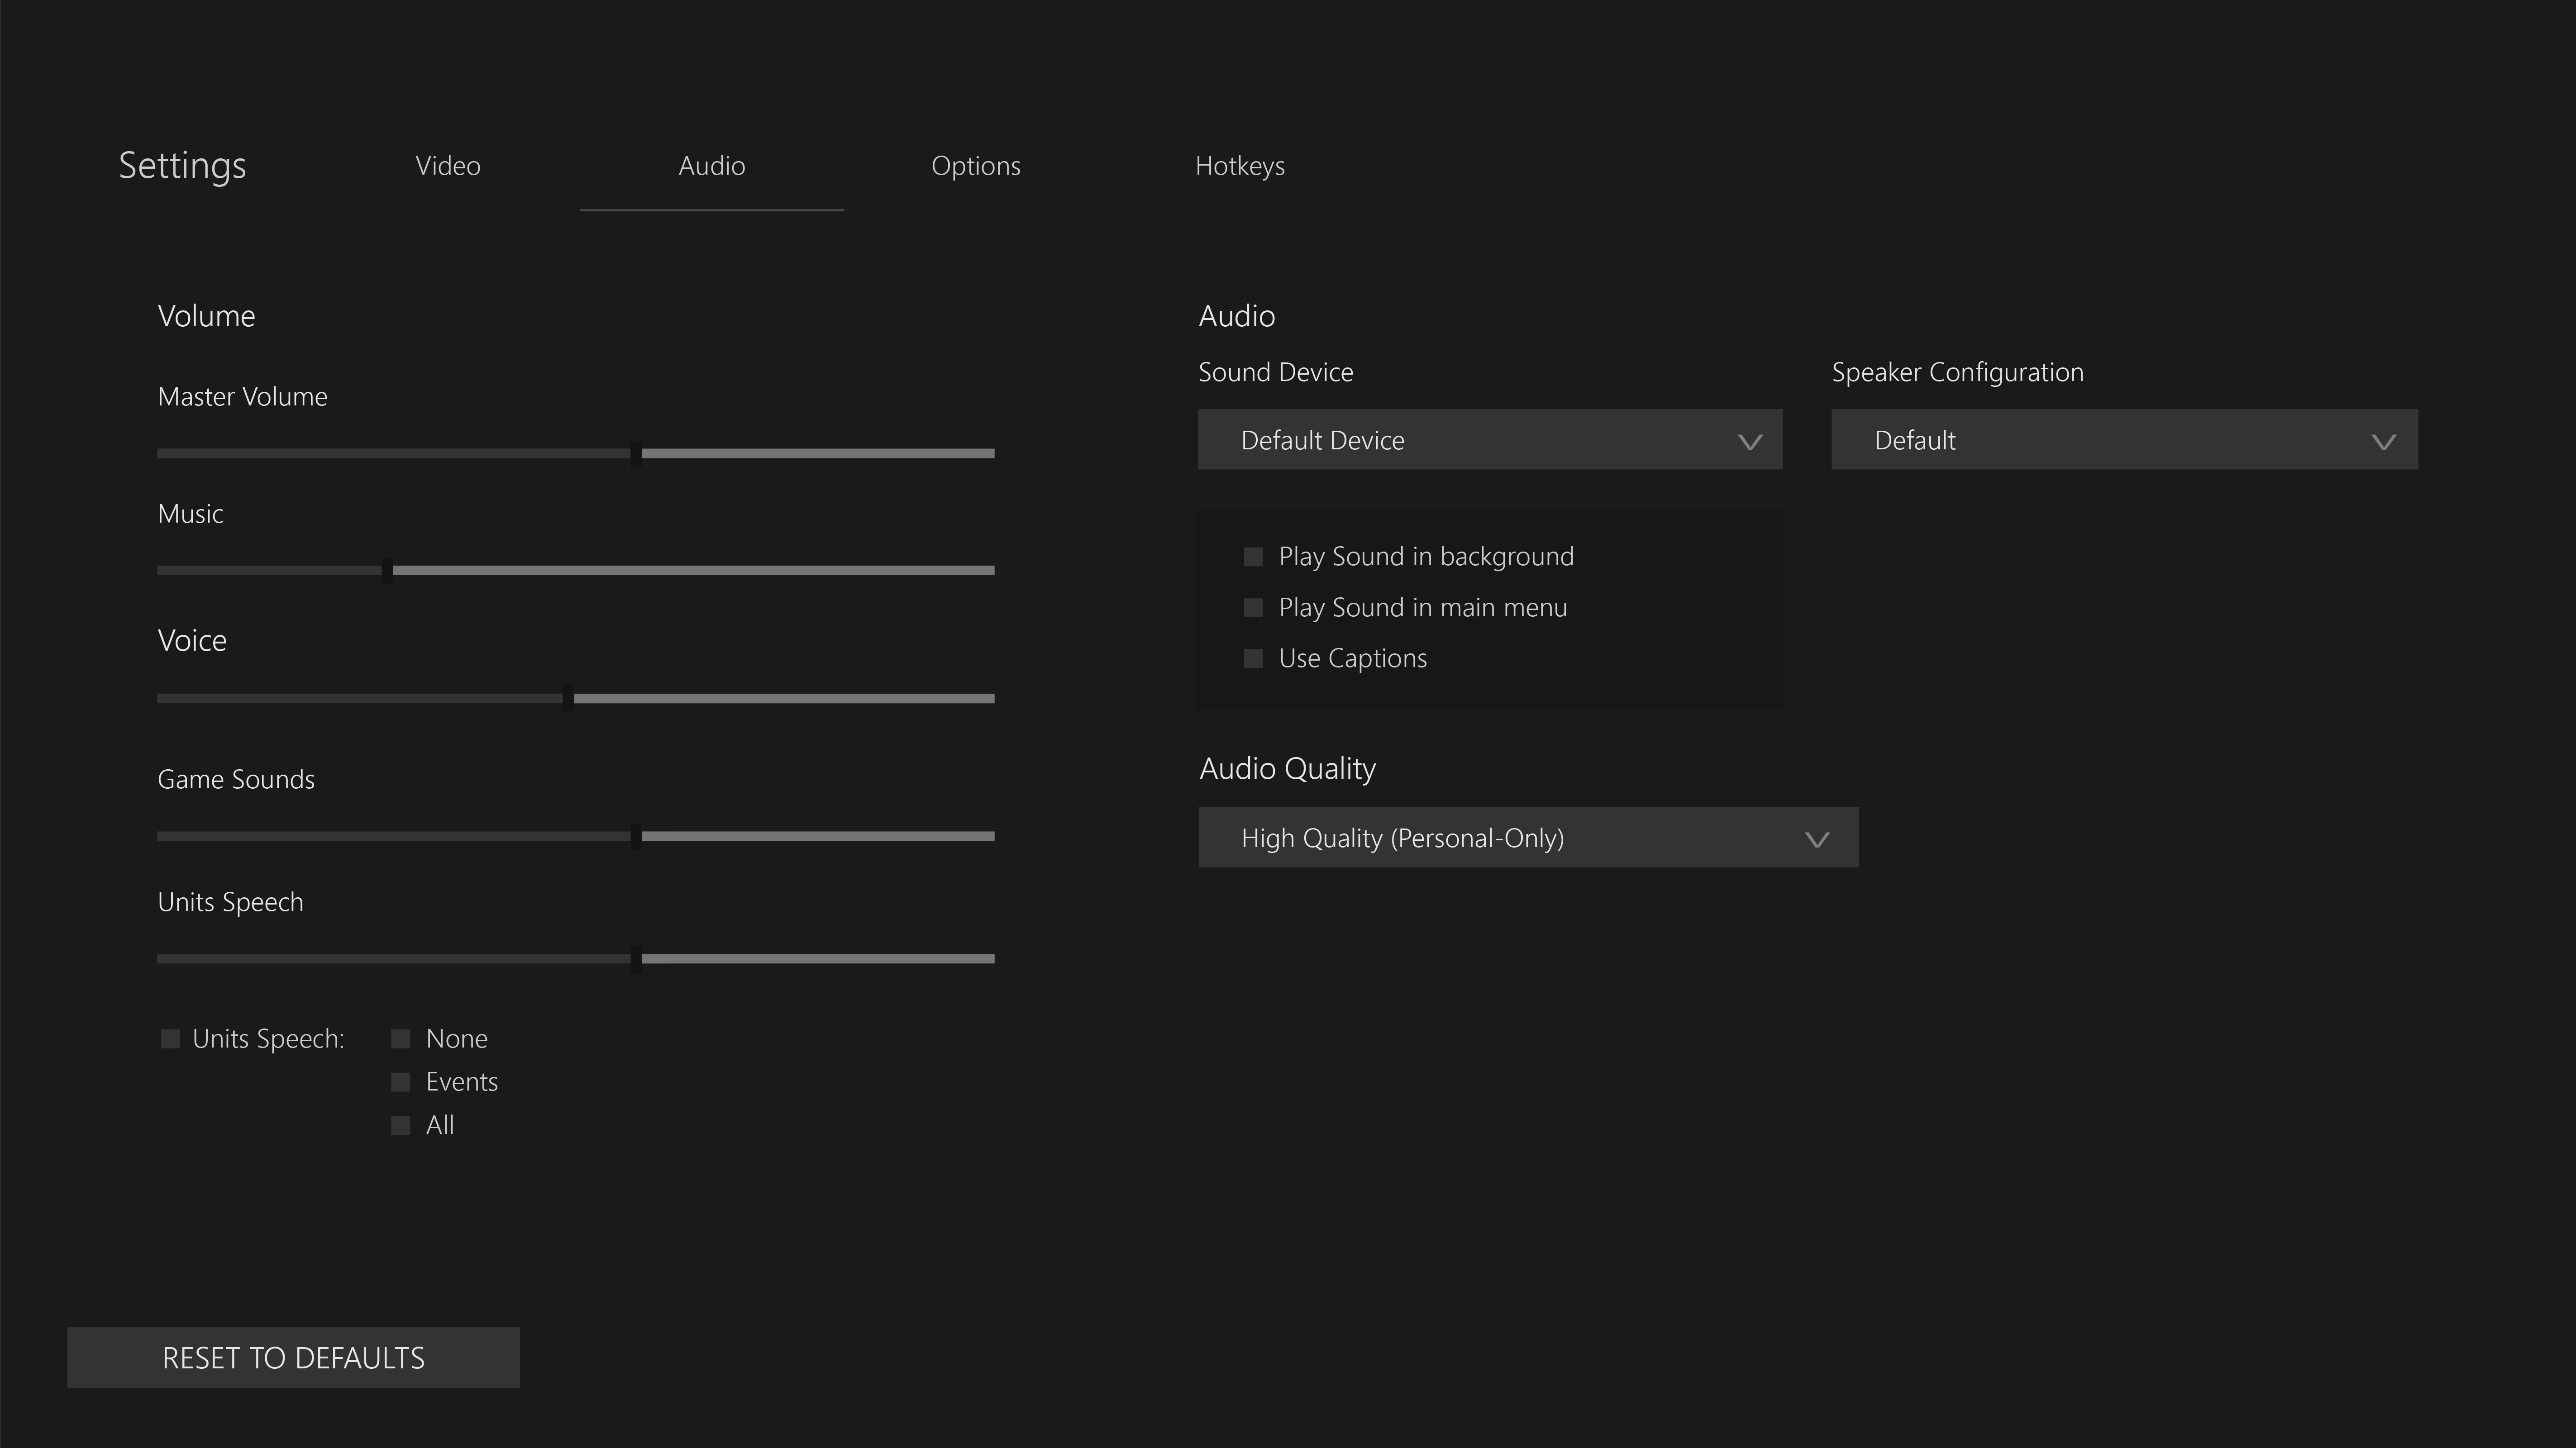 Settings
Video
Audio
Options
Hotkeys
Volume
Master Volume
Music
Voice
Game Sounds
Units Speech
Units Speech:
None
Events
All
Audio
Sound Device
Default Device
Speaker Configuration
Default
Play Sound in background
Play Sound in main menu
Use Captions
Audio Quality
High Quality (Personal-Only)
RESET TO DEFAULTS